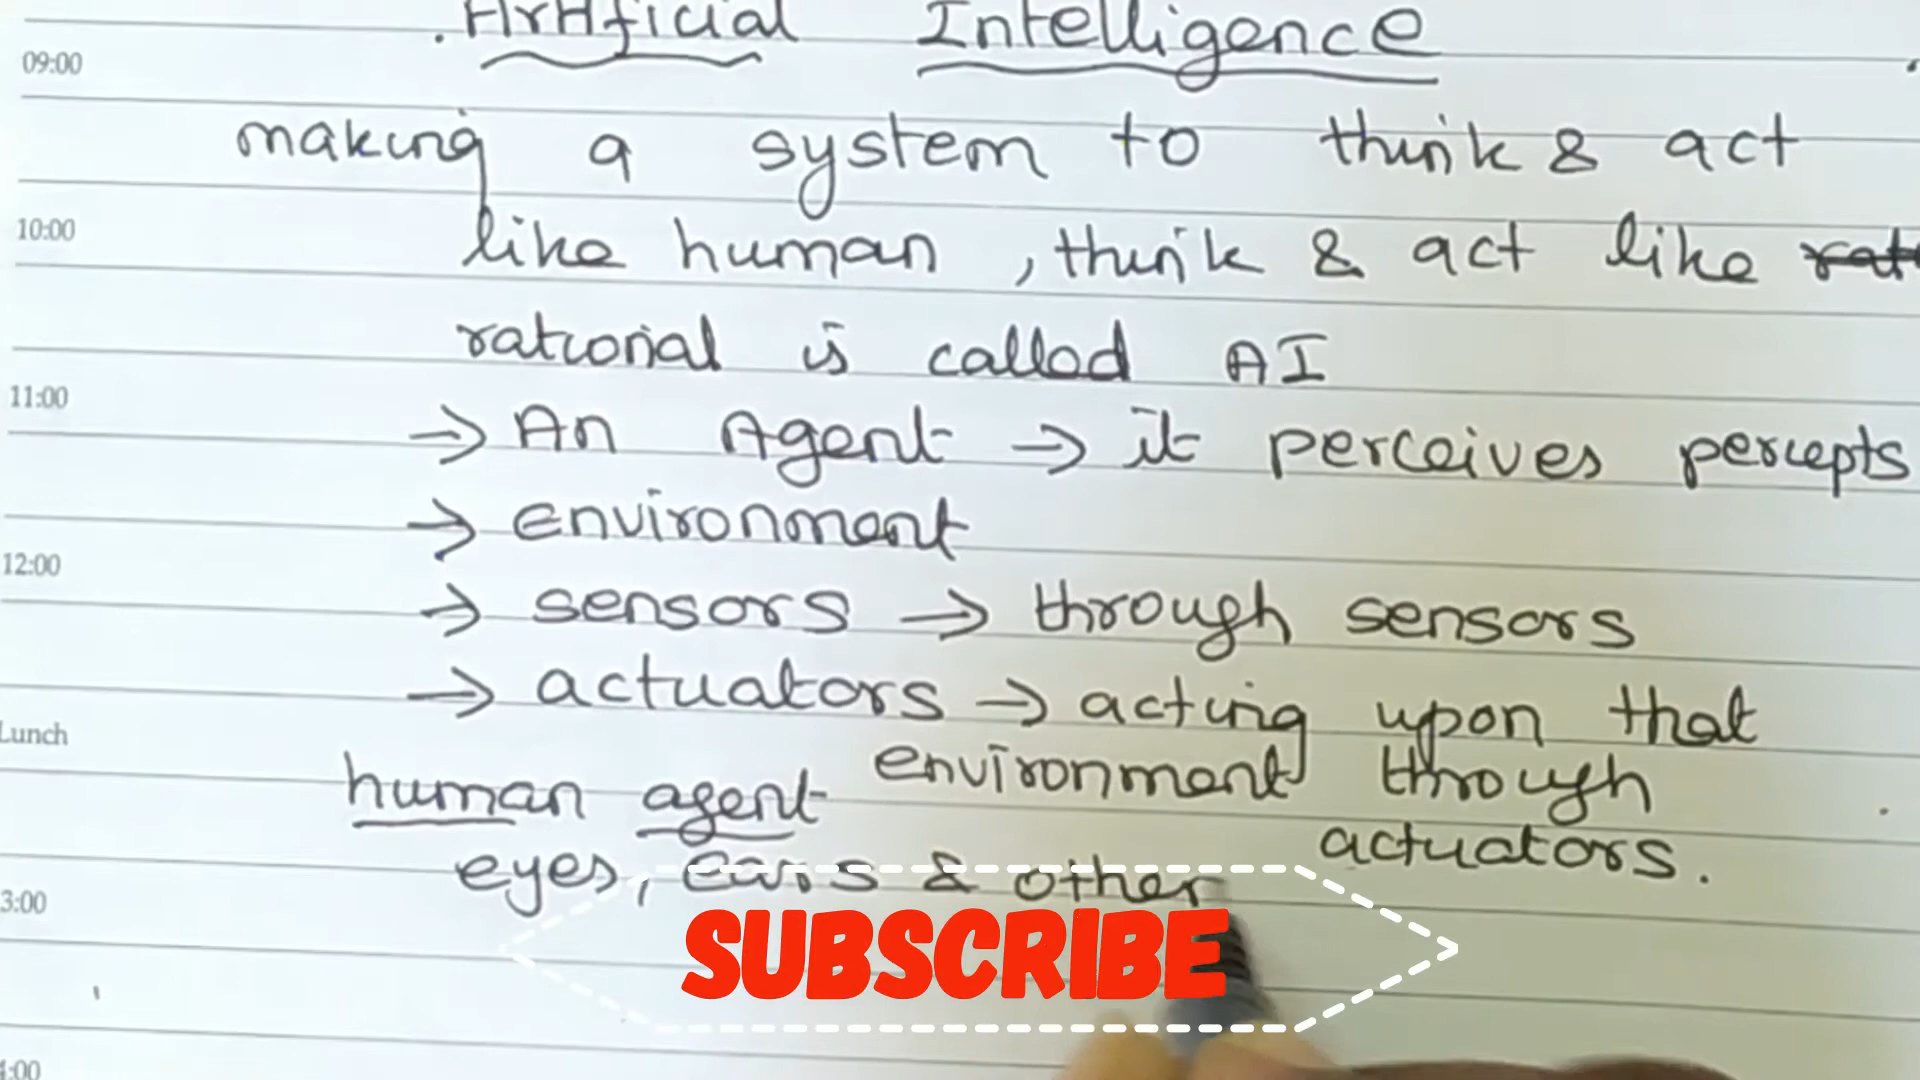 Artificial Intelligence
09:00
making a system to think & act
10:00
like human, think & act like
rational is called AI
11:00
→ An Agent → it perceives percepts
→ environment
12:00
→ sensors → through sensors
→ actuators → acting upon that
Lunch
environment through
human agent
actuators.
eyes, ears & other
3:00
SUBSCRIBE
4:00